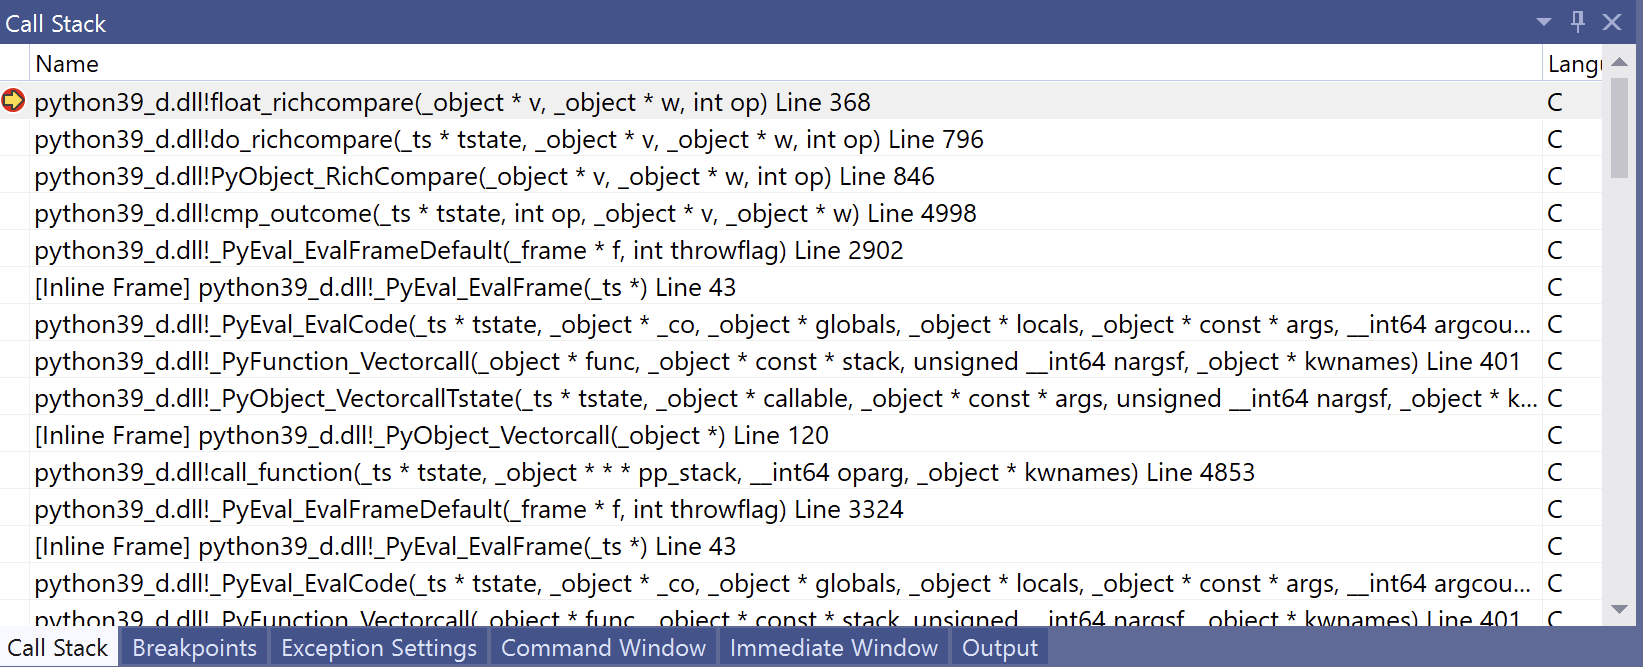 Call Stack
Name Langu
python39_d.dll!float_richcompare(_object * v, _object * w, int op) Line 368 C
python39_d.dll!do_richcompare(_ts * tstate, _object * v, _object * w, int op) Line 796 C
python39_d.dll!PyObject_RichCompare(_object * v, _object * w, int op) Line 846 C
python39_d.dll!cmp_outcome(_ts * tstate, int op, _object * v, _object * w) Line 4998 C
python39_d.dll!_PyEval_EvalFrameDefault(_frame * f, int throwflag) Line 2902 C
[Inline Frame] python39_d.dll!_PyEval_EvalFrame(_ts *) Line 43 C
python39_d.dll!_PyEval_EvalCode(_ts * tstate, _object * _co, _object * globals, _object * locals, _object * const * args, __int64 argcou... C
python39_d.dll!_PyFunction_Vectorcall(_object * func, _object * const * stack, unsigned __int64 nargsf, _object * kwnames) Line 401 C
python39_d.dll!_PyObject_VectorcallTstate(_ts * tstate, _object * callable, _object * const * args, unsigned __int64 nargsf, _object * k... C
[Inline Frame] python39_d.dll!_PyObject_Vectorcall(_object *) Line 120 C
python39_d.dll!call_function(_ts * tstate, _object * * * pp_stack, __int64 oparg, _object * kwnames) Line 4853 C
python39_d.dll!_PyEval_EvalFrameDefault(_frame * f, int throwflag) Line 3324 C
[Inline Frame] python39_d.dll!_PyEval_EvalFrame(_ts *) Line 43 C
python39_d.dll!_PyEval_EvalCode(_ts * tstate, _object * _co, _object * globals, _object * locals, _object * const * args, __int64 argcou... C
python39_d.dll!_PyFunction_Vectorcall(_object * func, _object * const * stack, unsigned __int64 nargsf, _object * kwnames) Line 401 C
Call Stack Breakpoints Exception Settings Command Window Immediate Window Output